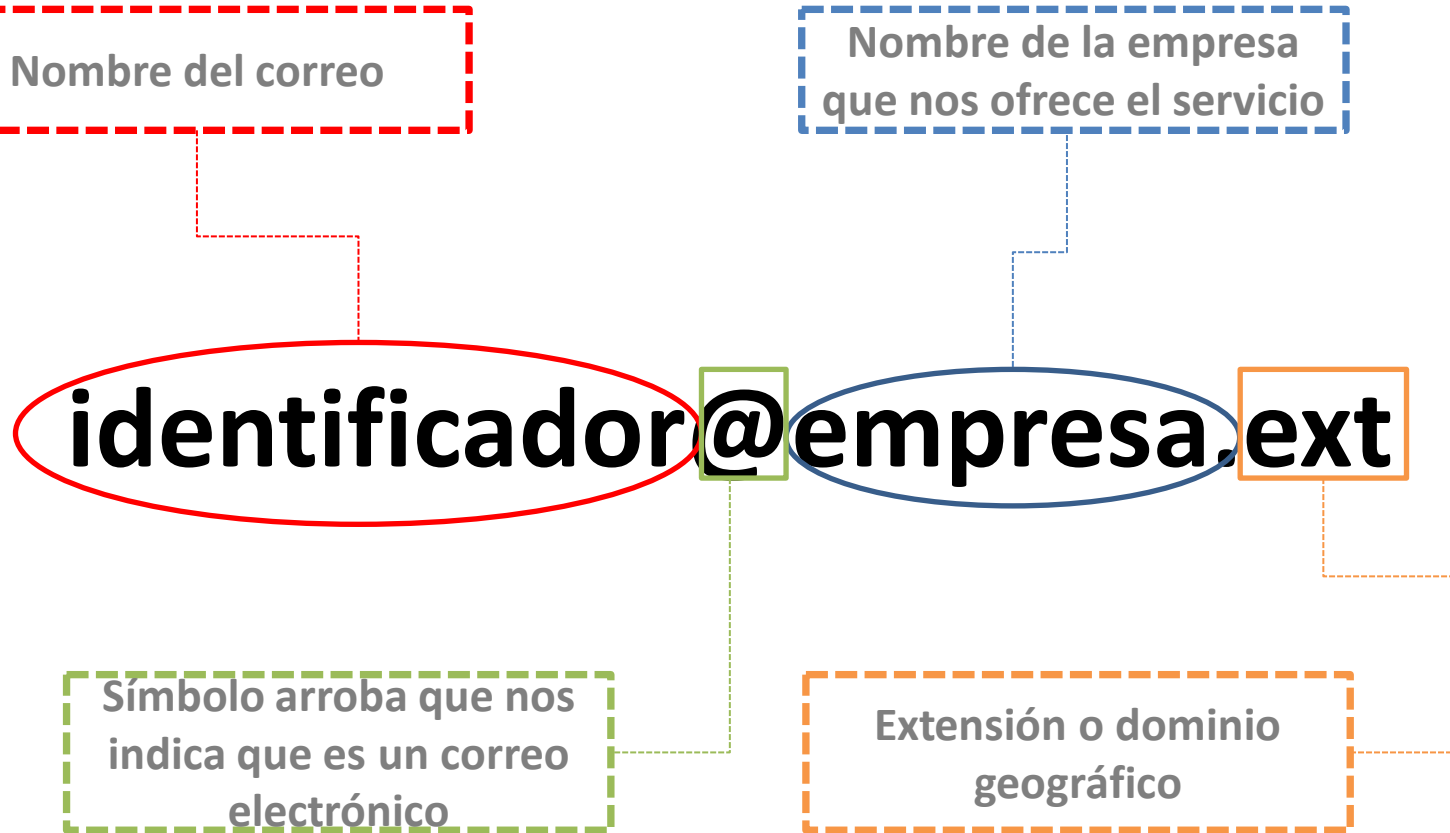 Nombre del correo
Nombre de la empresa
que nos ofrece el servicio
identificador@empresa.ext
Símbolo arroba que nos
indica que es un correo
electrónico
Extensión o dominio
geográfico